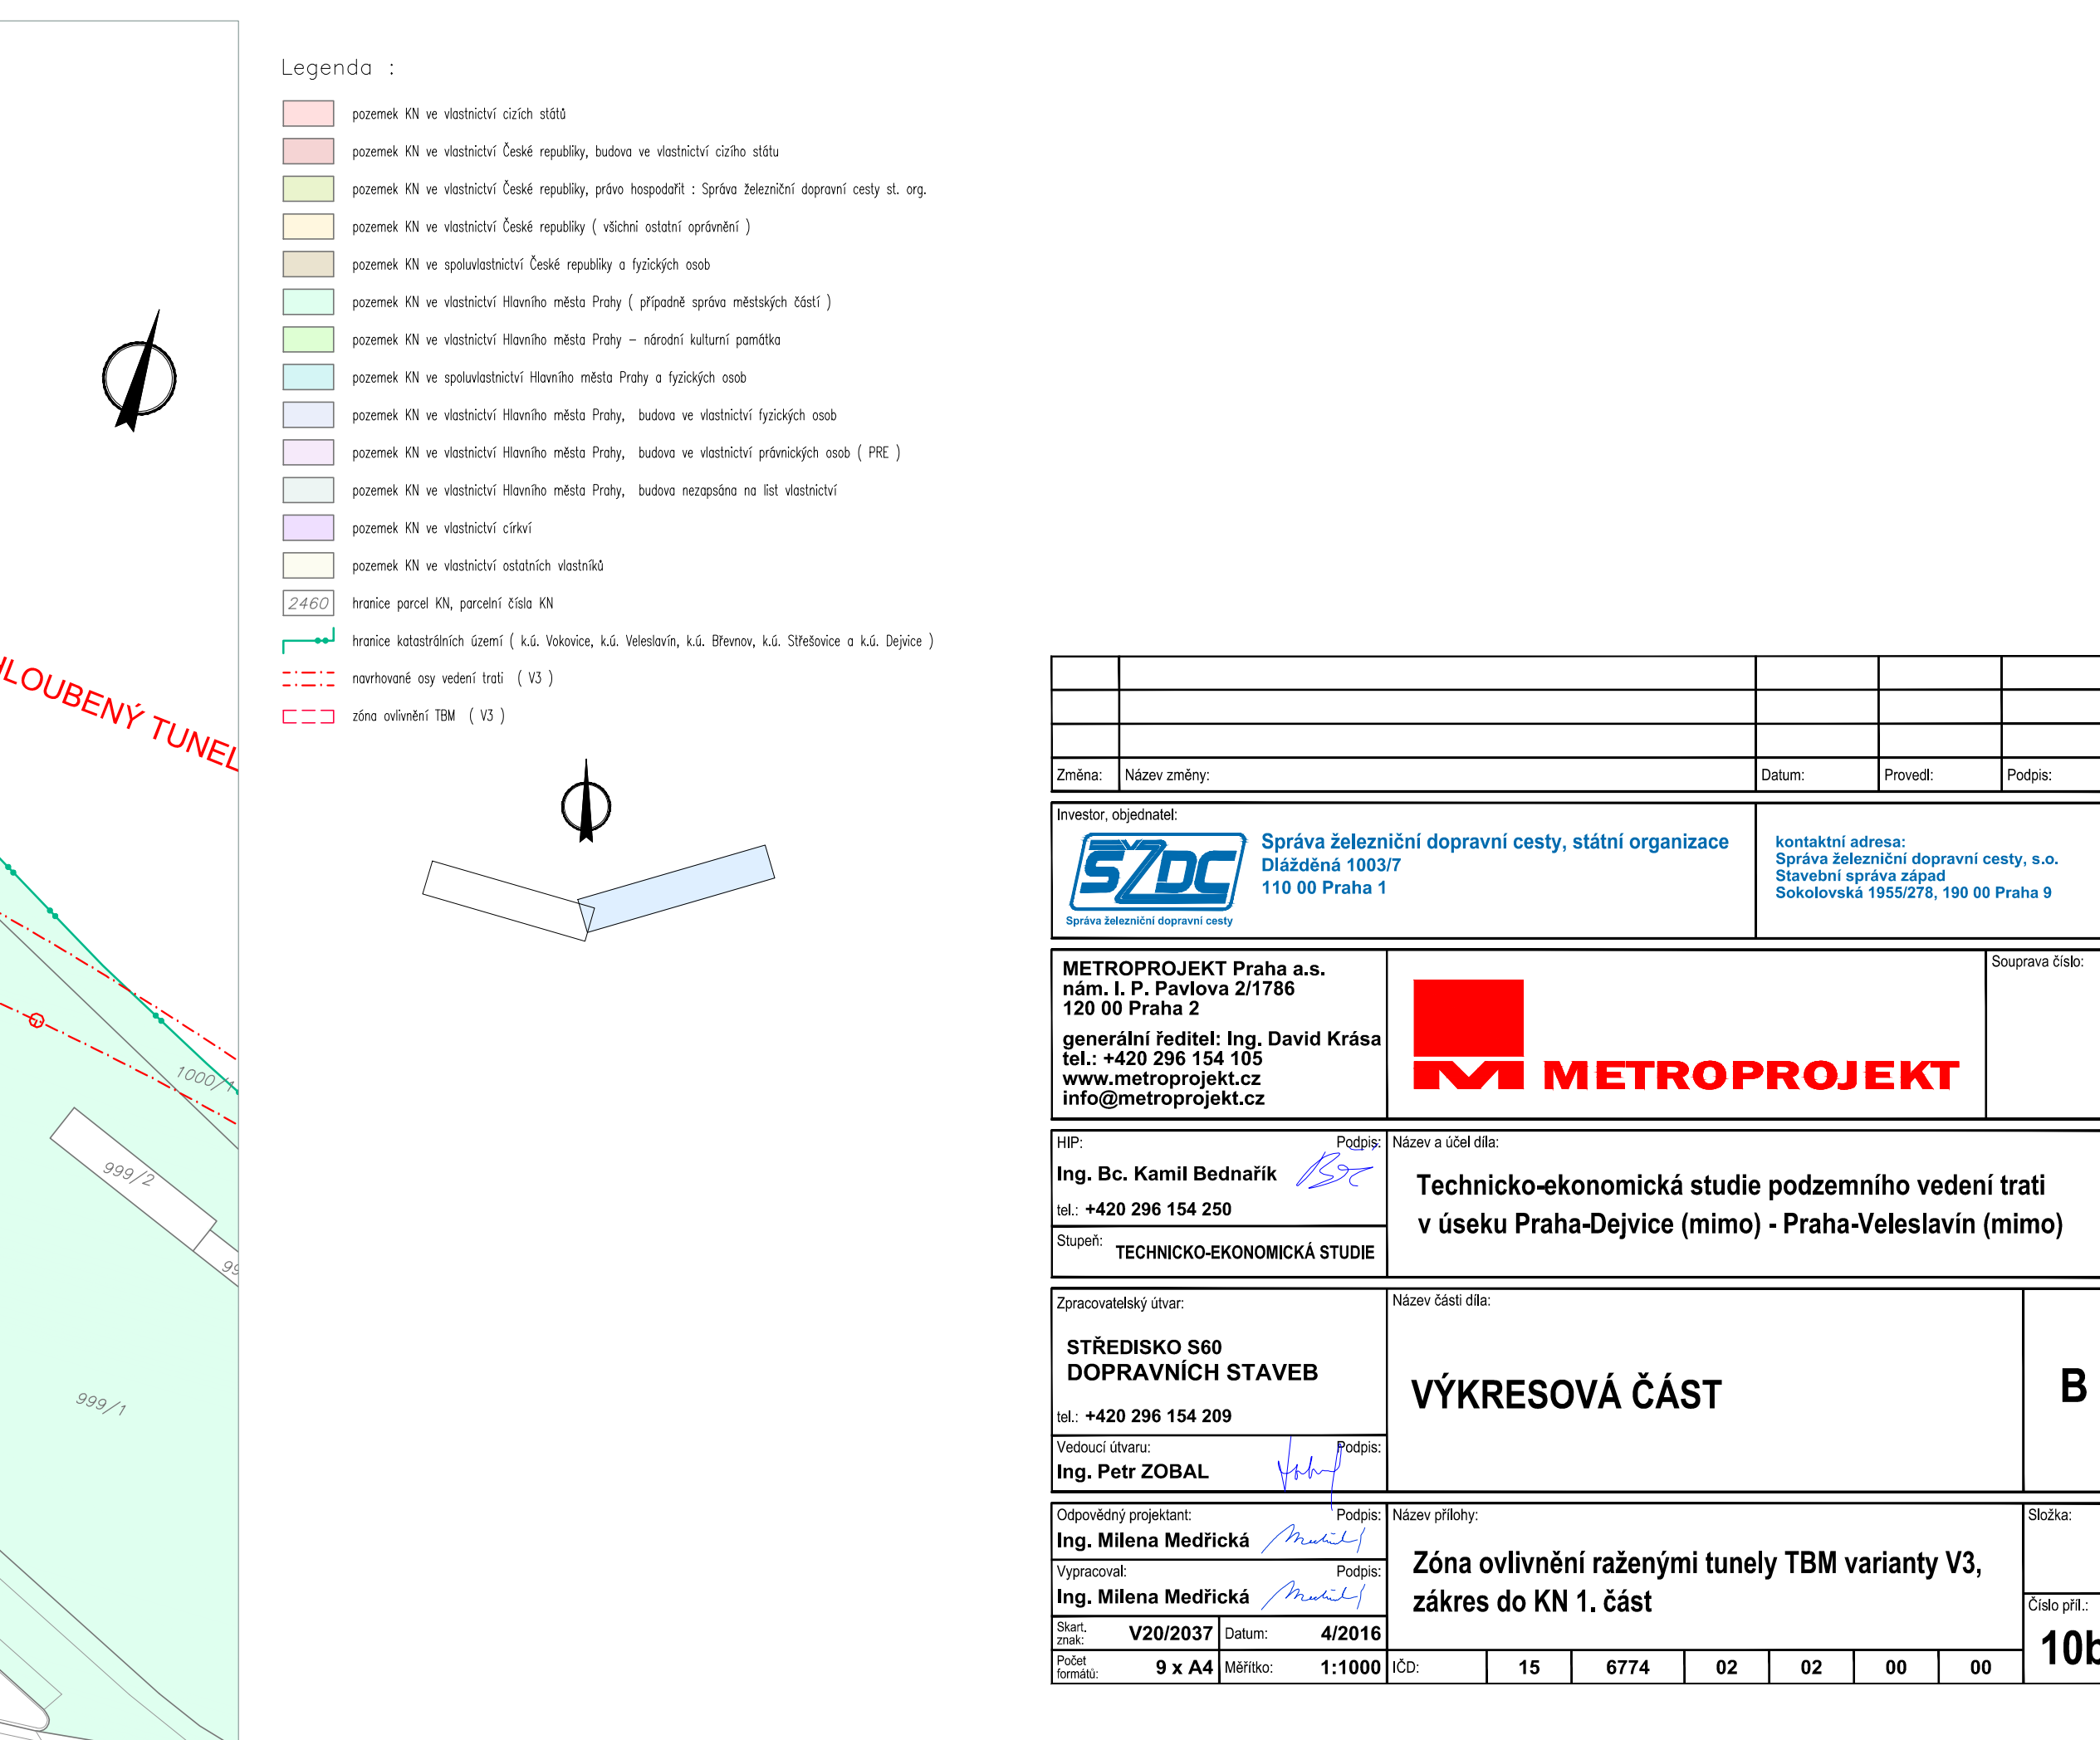 HLOUBENÝ TUNEL
1000/1
999/2
99
999/1
Legenda :
pozemek KN ve vlastnictví cizích států
pozemek KN ve vlastnictví České republiky, budova ve vlastnictví cizího státu
pozemek KN ve vlastnictví České republiky, právo hospodařit : Správa železniční dopravní cesty st. org.
pozemek KN ve vlastnictví České republiky ( všichni ostatní oprávnění )
pozemek KN ve spoluvlastnictví České republiky a fyzických osob
pozemek KN ve vlastnictví Hlavního města Prahy ( případně správa městských částí )
pozemek KN ve vlastnictví Hlavního města Prahy – národní kulturní památka
pozemek KN ve spoluvlastnictví Hlavního města Prahy a fyzických osob
pozemek KN ve vlastnictví Hlavního města Prahy, budova ve vlastnictví fyzických osob
pozemek KN ve vlastnictví Hlavního města Prahy, budova ve vlastnictví právnických osob ( PRE )
pozemek KN ve vlastnictví Hlavního města Prahy, budova nezapsána na list vlastnictví
pozemek KN ve vlastnictví církví
pozemek KN ve vlastnictví ostatních vlastníků
2460 hranice parcel KN, parcelní čísla KN
hranice katastrálních území ( k.ú. Vokovice, k.ú. Veleslavín, k.ú. Břevnov, k.ú. Střešovice a k.ú. Dejvice )
navrhované osy vedení trati ( V3 )
zóna ovlivnění TBM ( V3 )
Změna: Název změny: Datum: Provedl: Podpis:
Investor, objednatel:
SŽDC
Správa železniční dopravní cesty
Správa železniční dopravní cesty, státní organizace
Dlážděná 1003/7
110 00 Praha 1
kontaktní adresa:
Správa železniční dopravní cesty, s.o.
Stavební správa západ
Sokolovská 1955/278, 190 00 Praha 9
METROPROJEKT Praha a.s.
nám. I. P. Pavlova 2/1786
120 00 Praha 2
generální ředitel: Ing. David Krása
tel.: +420 296 154 105
www.metroprojekt.cz
info@metroprojekt.cz
METROPROJEKT
Souprava číslo:
HIP: Podpis:
Ing. Bc. Kamil Bednařík
tel.: +420 296 154 250
Stupeň: TECHNICKO-EKONOMICKÁ STUDIE
Název a účel díla:
Technicko-ekonomická studie podzemního vedení trati
v úseku Praha-Dejvice (mimo) - Praha-Veleslavín (mimo)
Zpracovatelský útvar:
STŘEDISKO S60
DOPRAVNÍCH STAVEB
tel.: +420 296 154 209
Vedoucí útvaru: Podpis:
Ing. Petr ZOBAL
Název části díla:
VÝKRESOVÁ ČÁST
B
Odpovědný projektant: Podpis:
Ing. Milena Medřická
Vypracoval: Podpis:
Ing. Milena Medřická
Skart. znak: V20/2037 Datum: 4/2016
Počet formátů: 9 x A4 Měřítko: 1:1000
Název přílohy:
Zóna ovlivnění raženými tunely TBM varianty V3,
zákres do KN 1. část
IČD: 15 6774 02 02 00 00
Složka:
Číslo příl.:
10b